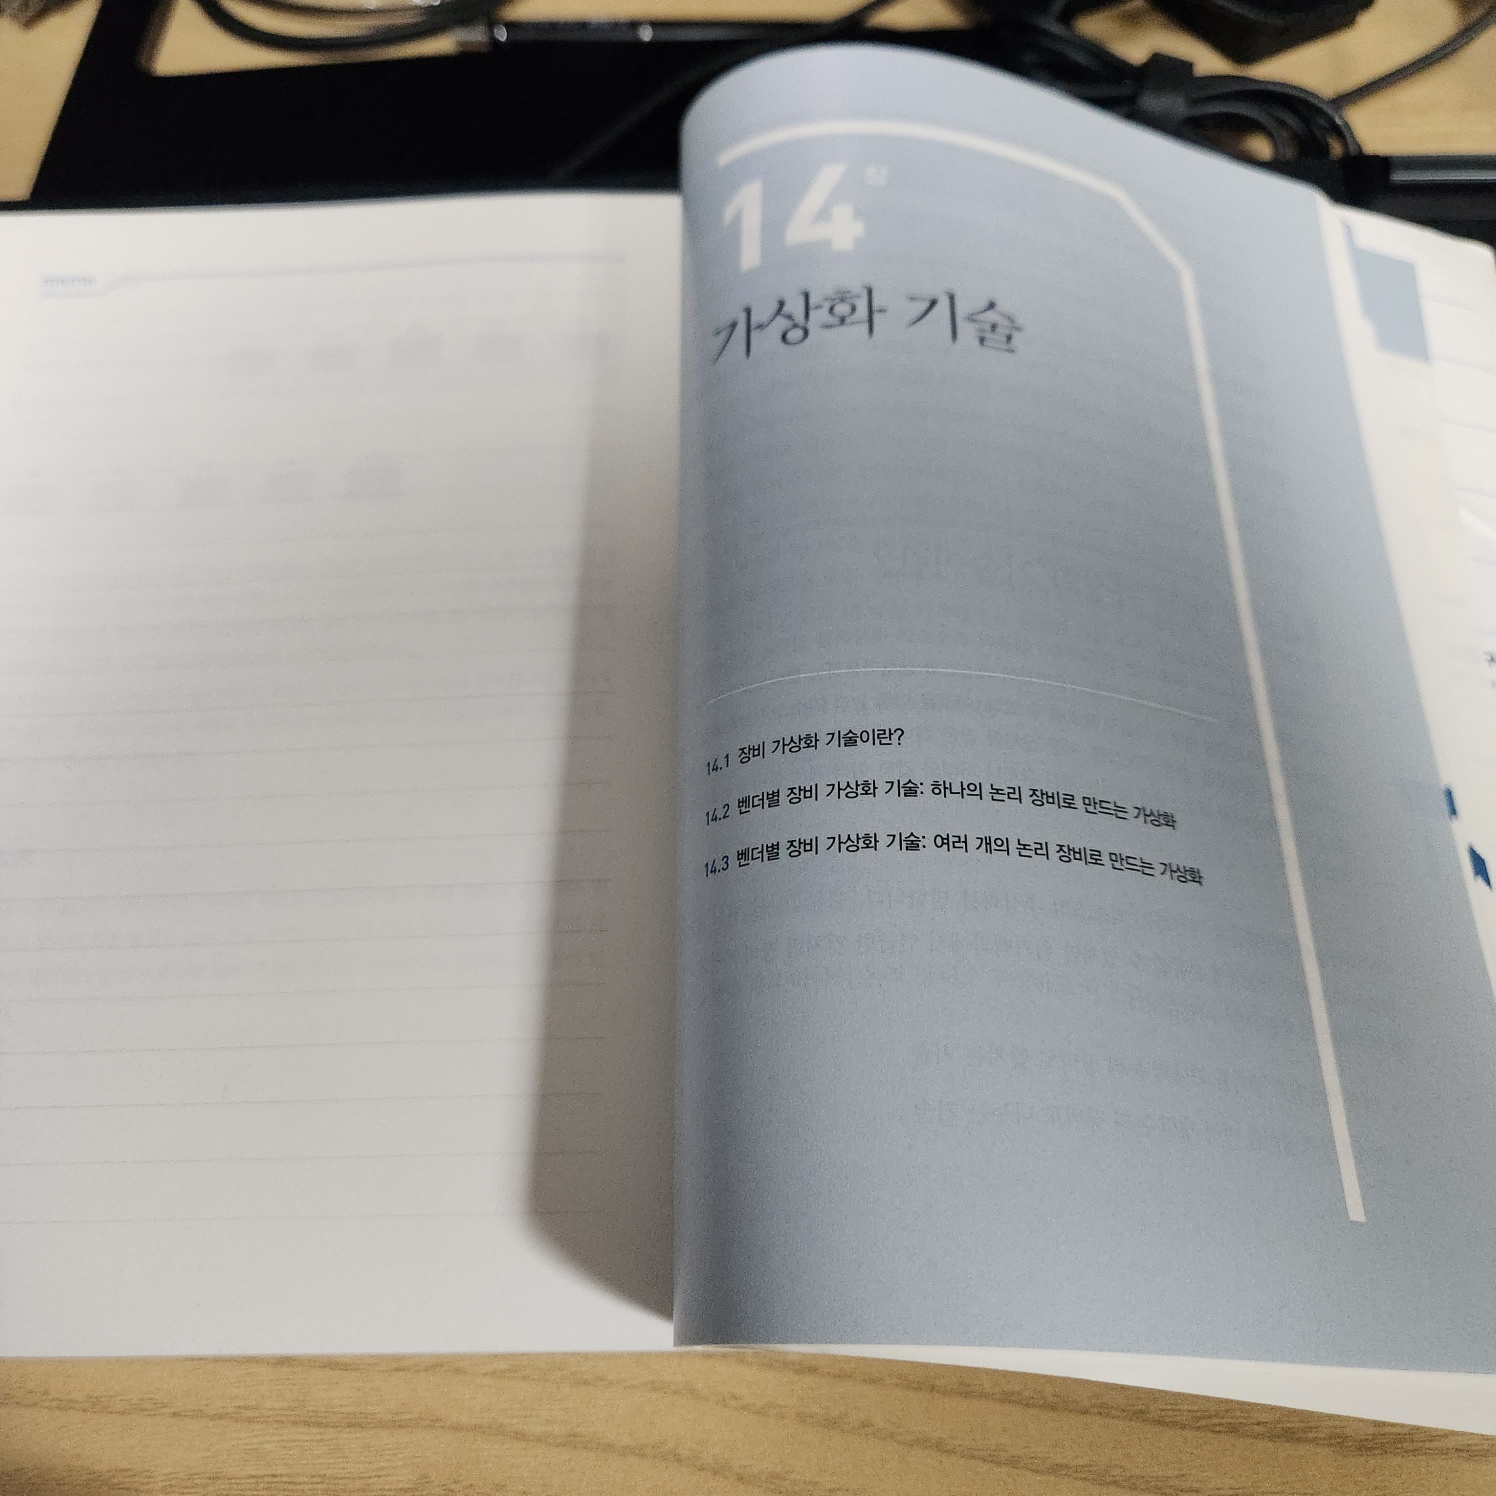 memo
14장
가상화 기술
14.1 장비 가상화 기술이란?
14.2 벤더별 장비 가상화 기술: 하나의 논리 장비로 만드는 가상화
14.3 벤더별 장비 가상화 기술: 여러 개의 논리 장비로 만드는 가상화